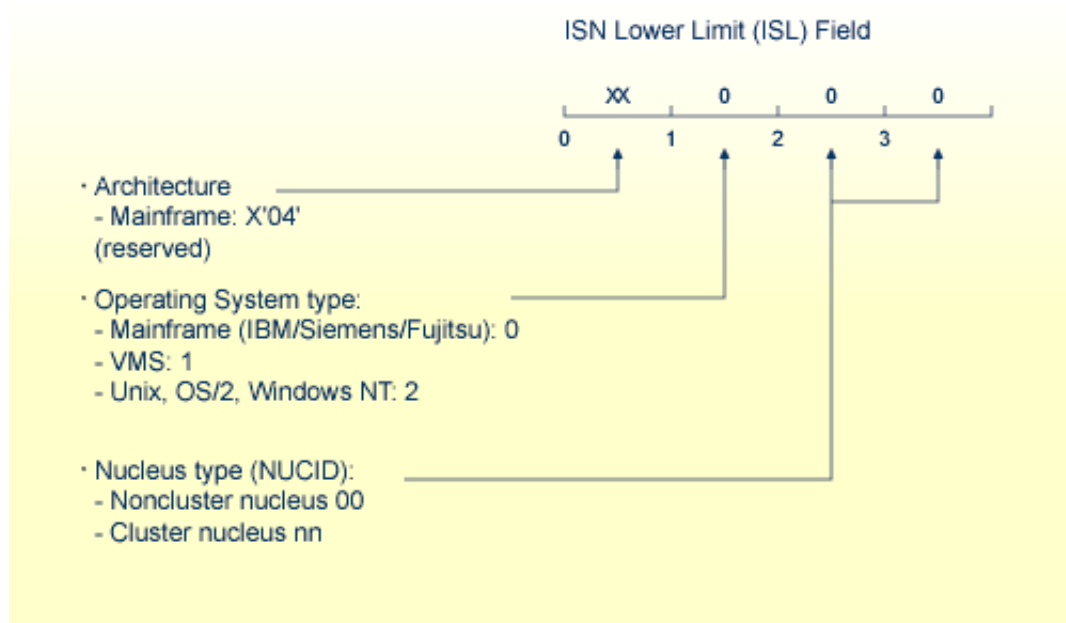 ISN Lower Limit (ISL) Field
XX 0 0 0
0 1 2 3
· Architecture
- Mainframe: X'04'
(reserved)
· Operating System type:
- Mainframe (IBM/Siemens/Fujitsu): 0
- VMS: 1
- Unix, OS/2, Windows NT: 2
· Nucleus type (NUCID):
- Noncluster nucleus 00
- Cluster nucleus nn